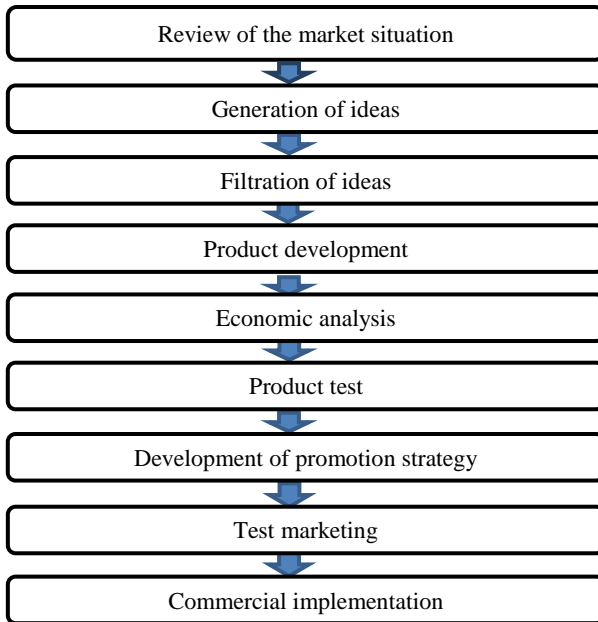 Review of the market situation
Generation of ideas
Filtration of ideas
Product development
Economic analysis
Product test
Development of promotion strategy
Test marketing
Commercial implementation